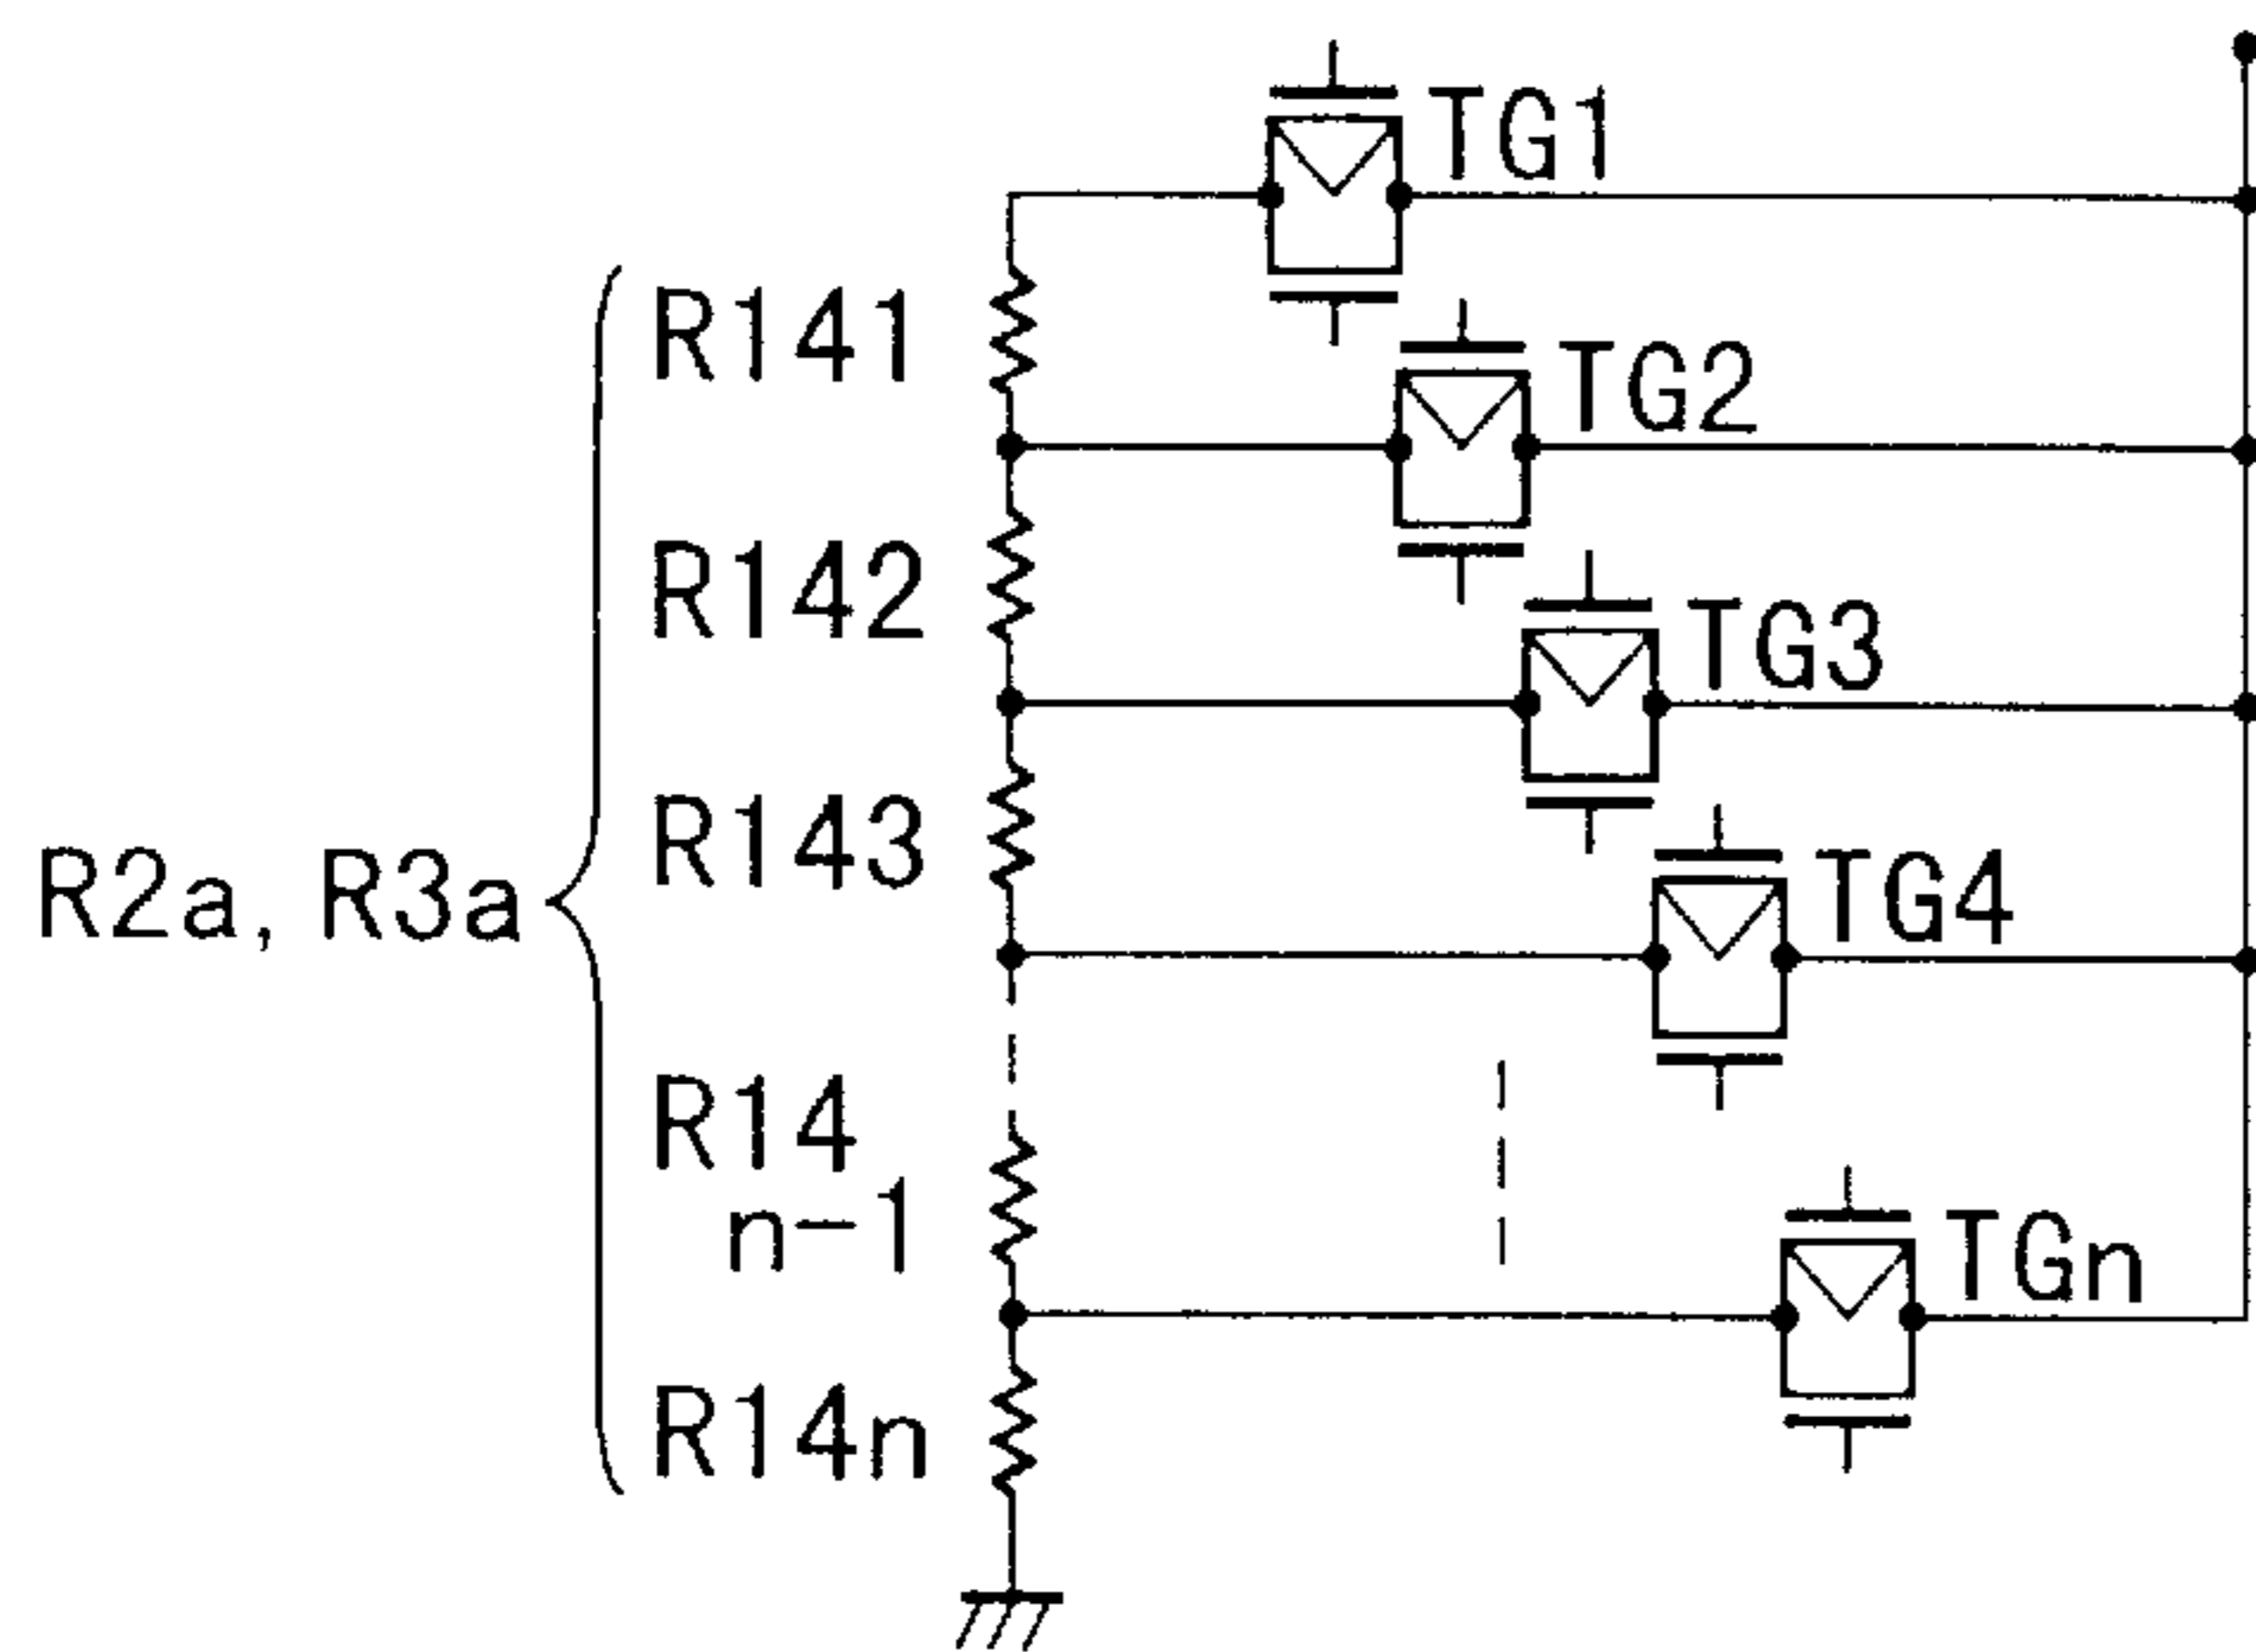 TG1
R141
TG2
R142
TG3
R143
R2a, R3a
TG4
R14
n-1
TGn
R14n